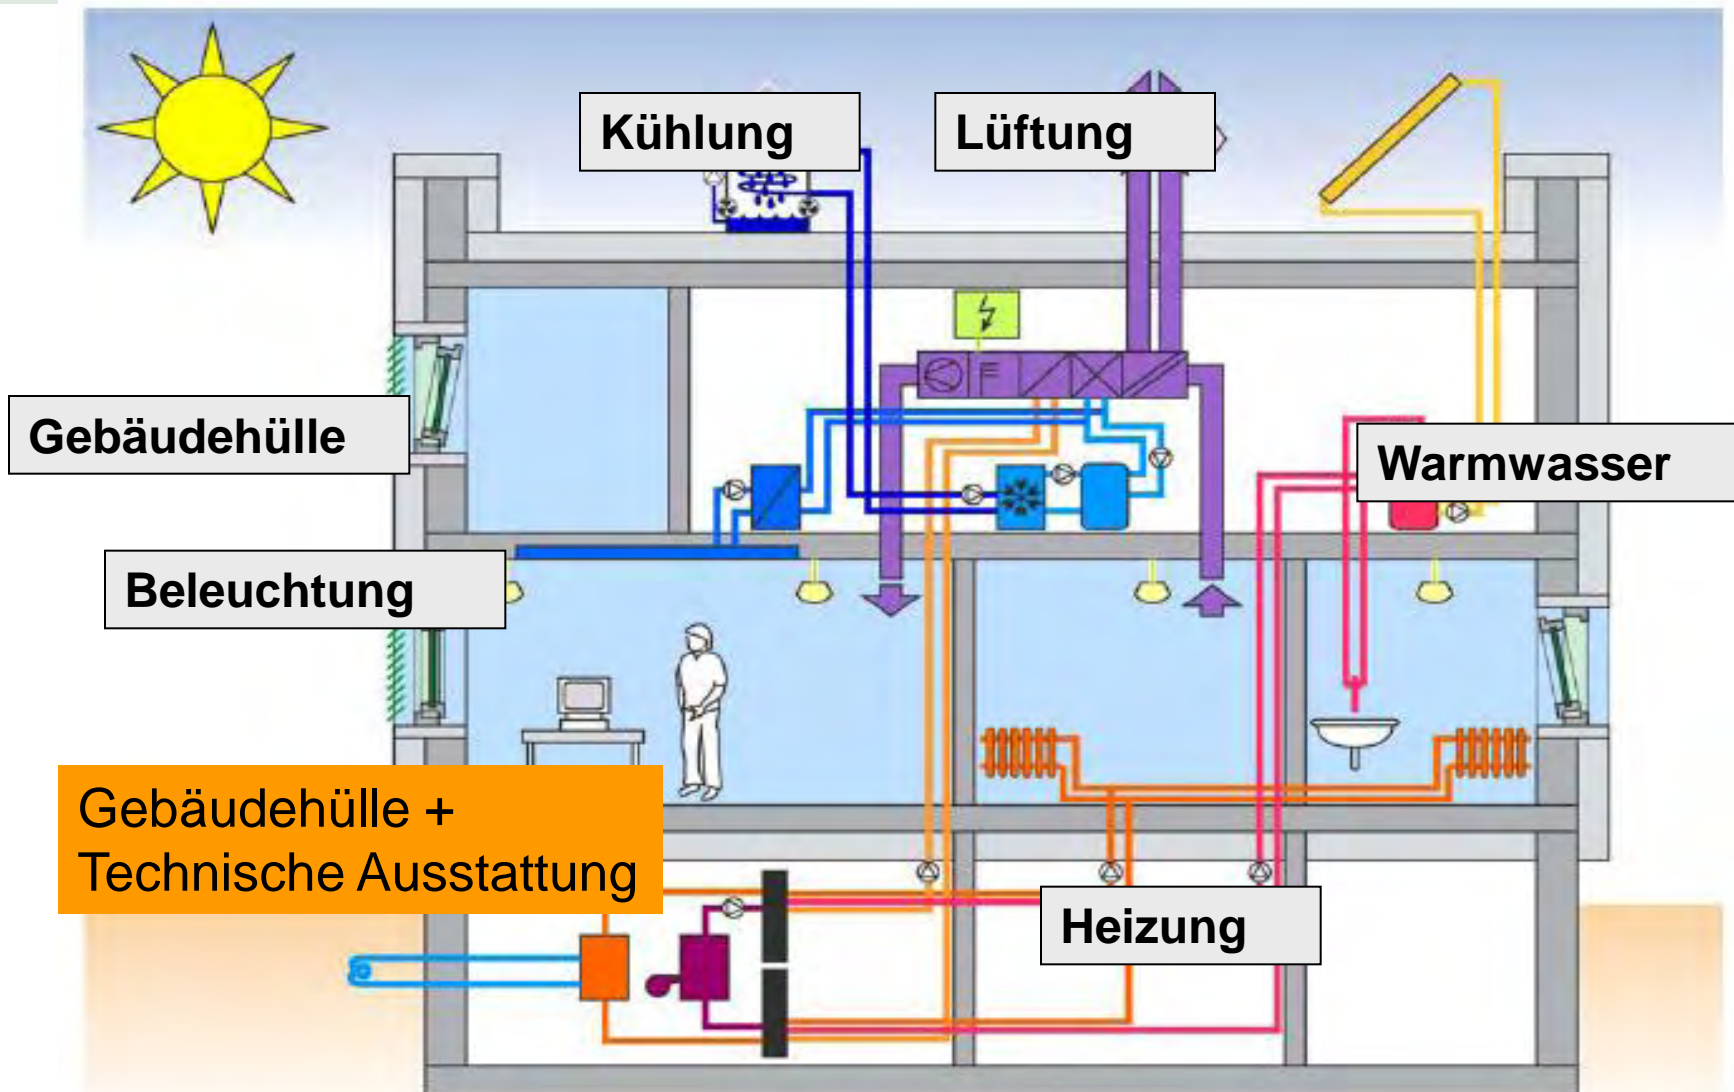 Kühlung
Lüftung
Gebäudehülle
Warmwasser
Beleuchtung
Gebäudehülle +
Technische Ausstattung
Heizung